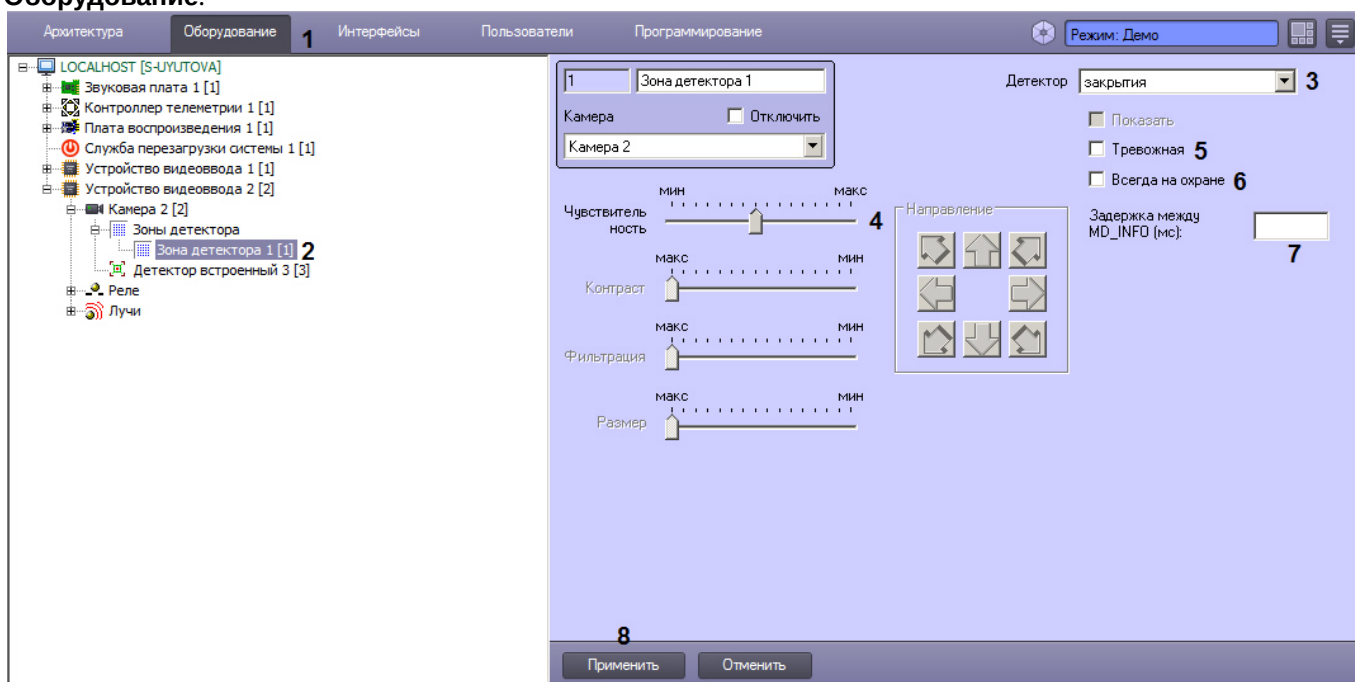 Оборудование.
Архитектура Оборудование 1 Интерфейсы Пользователи Программирование Режим: Демо
LOCALHOST [S-UYUTOVA]
Звуковая плата 1 [1]
Контроллер телеметрии 1 [1]
Плата воспроизведения 1 [1]
Служба перезагрузки системы 1 [1]
Устройство видеоввода 1 [1]
Устройство видеоввода 2 [2]
Камера 2 [2]
Зоны детектора
Зона детектора 1 [1] 2
Детектор встроенный 3 [3]
Реле
Лучи
1 Зона детектора 1
Камера Отключить
Камера 2
Детектор закрытия 3
Показать
Тревожная 5
Всегда на охране 6
Задержка между
MD_INFO (мс):
7
мин макс
Чувствитель
ность 4
макс мин
Контраст
макс мин
Фильтрация
макс мин
Размер
Направление
8
Применить Отменить